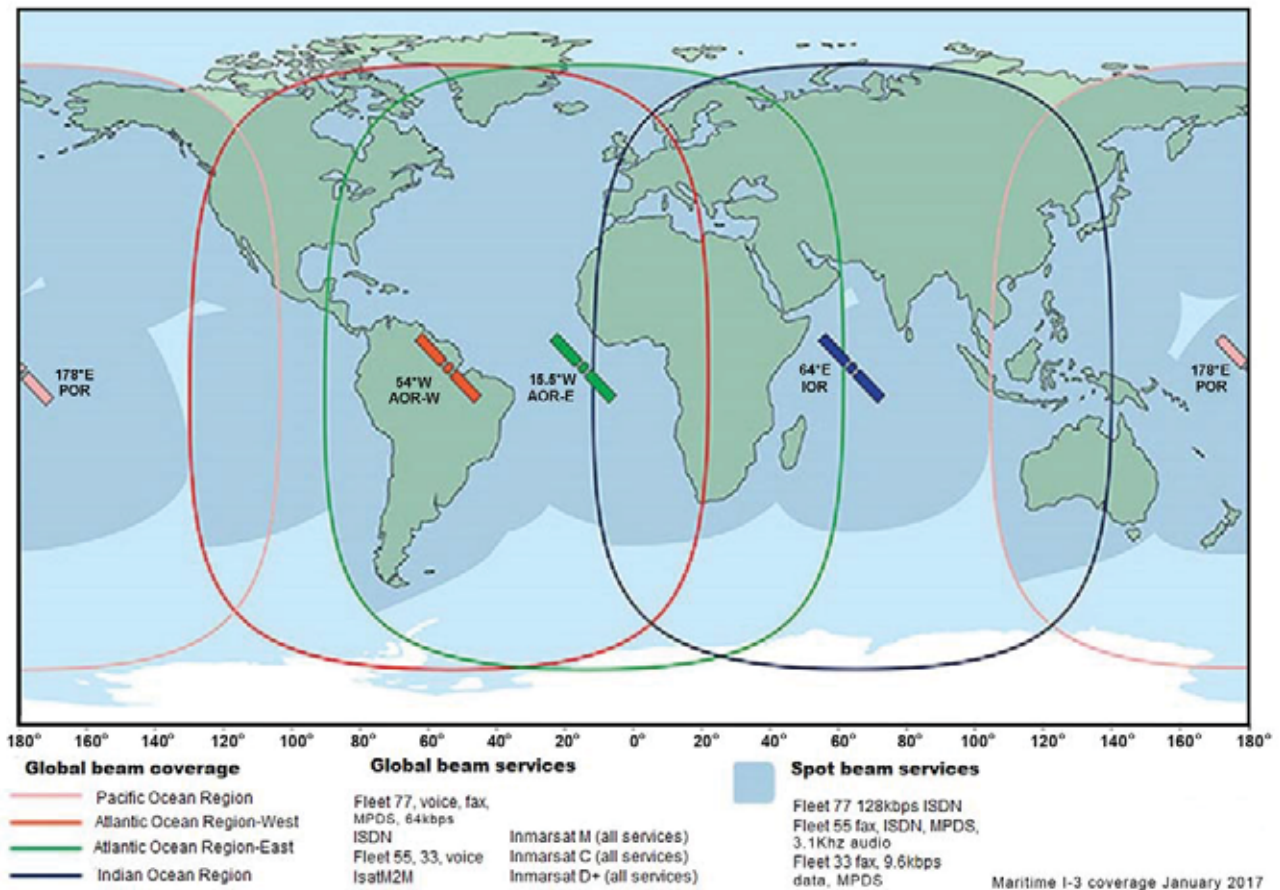 178°E
POR
54°W
AOR-W
15.5°W
AOR-E
64°E
IOR
178°E
POR
180° 160° 140° 120° 100° 80° 60° 40° 20° 0° 20° 40° 60° 80° 100° 120° 140° 160° 180°
Global beam coverage
Pacific Ocean Region
Atlantic Ocean Region-West
Atlantic Ocean Region-East
Indian Ocean Region
Global beam services
Fleet 77, voice, fax,
MPDS, 64kbps
ISDN
Fleet 55, 33, voice
IsatM2M
Inmarsat M (all services)
Inmarsat C (all services)
Inmarsat D+ (all services)
Spot beam services
Fleet 77 128kbps ISDN
Fleet 55 fax, ISDN, MPDS,
3.1Khz audio
Fleet 33 fax, 9.6kbps
data, MPDS
Maritime I-3 coverage January 2017